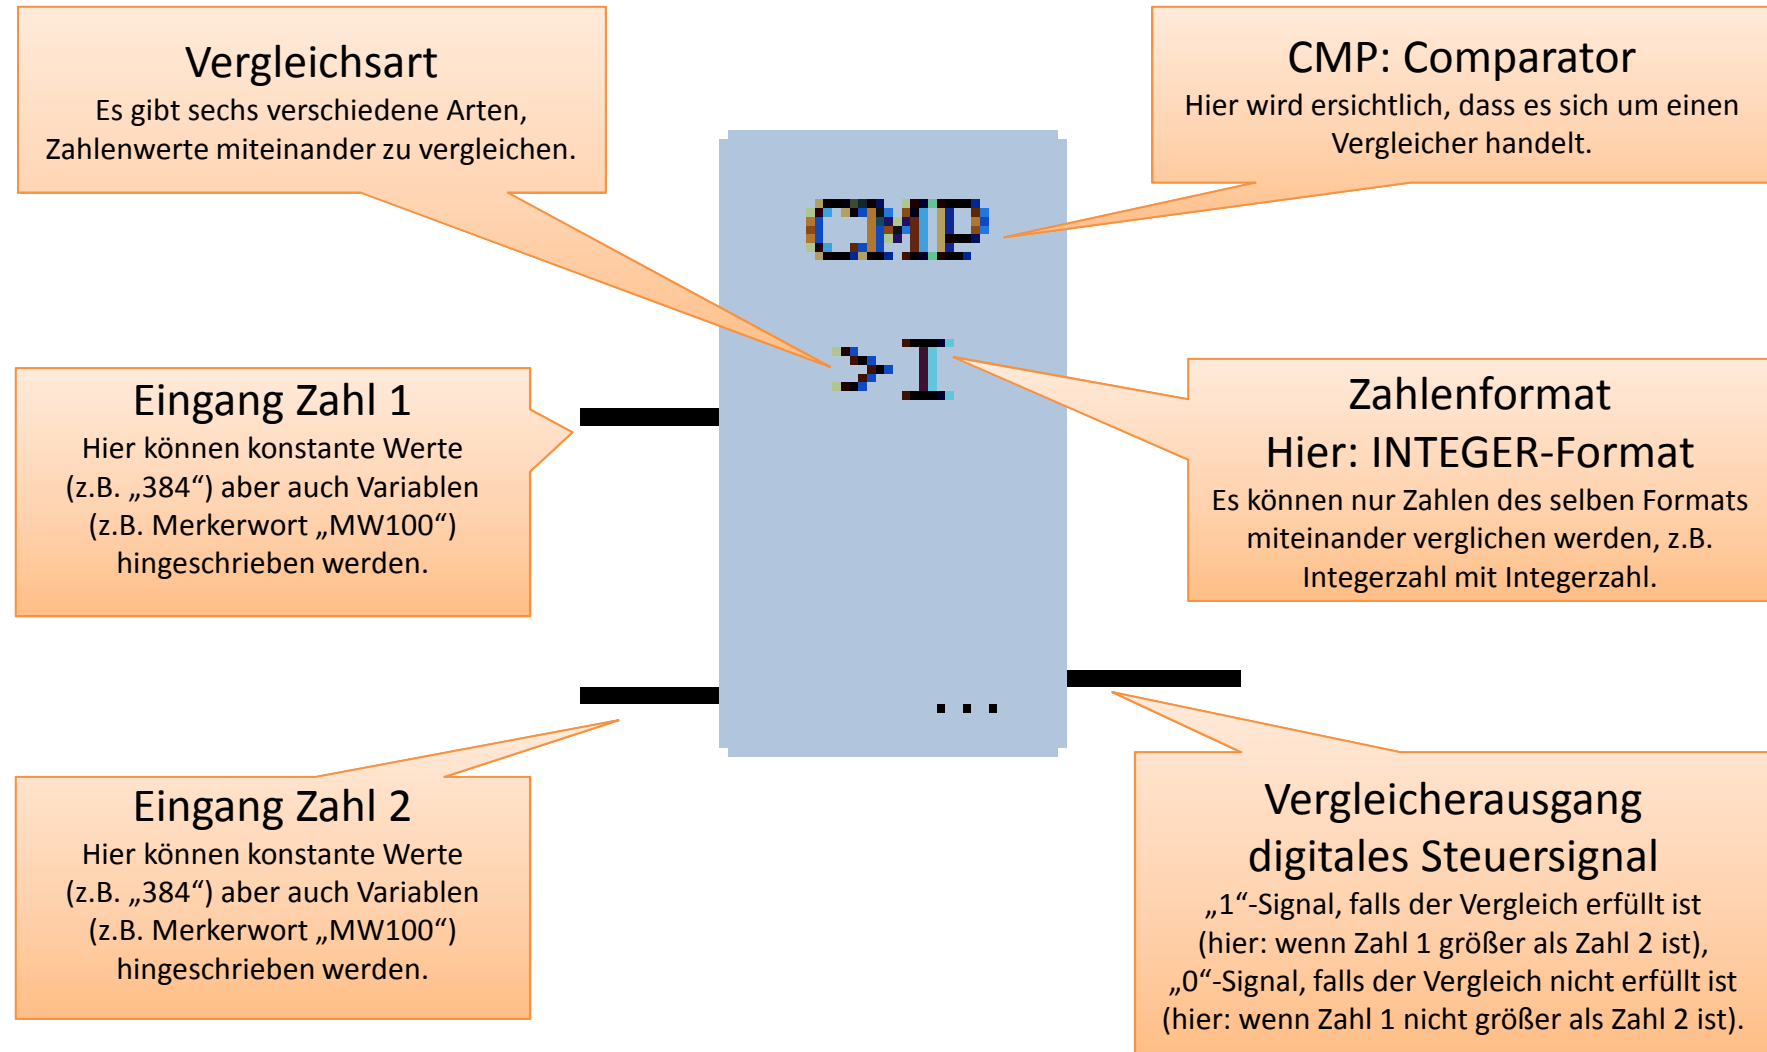 Vergleichsart
Es gibt sechs verschiedene Arten,
Zahlenwerte miteinander zu vergleichen.
CMP: Comparator
Hier wird ersichtlich, dass es sich um einen
Vergleicher handelt.
CMP
>I
Eingang Zahl 1
Hier können konstante Werte
(z.B. „384“) aber auch Variablen
(z.B. Merkerwort „MW100“)
hingeschrieben werden.
Zahlenformat
Hier: INTEGER-Format
Es können nur Zahlen des selben Formats
miteinander verglichen werden, z.B.
Integerzahl mit Integerzahl.
...
Eingang Zahl 2
Hier können konstante Werte
(z.B. „384“) aber auch Variablen
(z.B. Merkerwort „MW100“)
hingeschrieben werden.
Vergleicherausgang
digitales Steuersignal
„1“-Signal, falls der Vergleich erfüllt ist
(hier: wenn Zahl 1 größer als Zahl 2 ist),
„0“-Signal, falls der Vergleich nicht erfüllt ist
(hier: wenn Zahl 1 nicht größer als Zahl 2 ist).